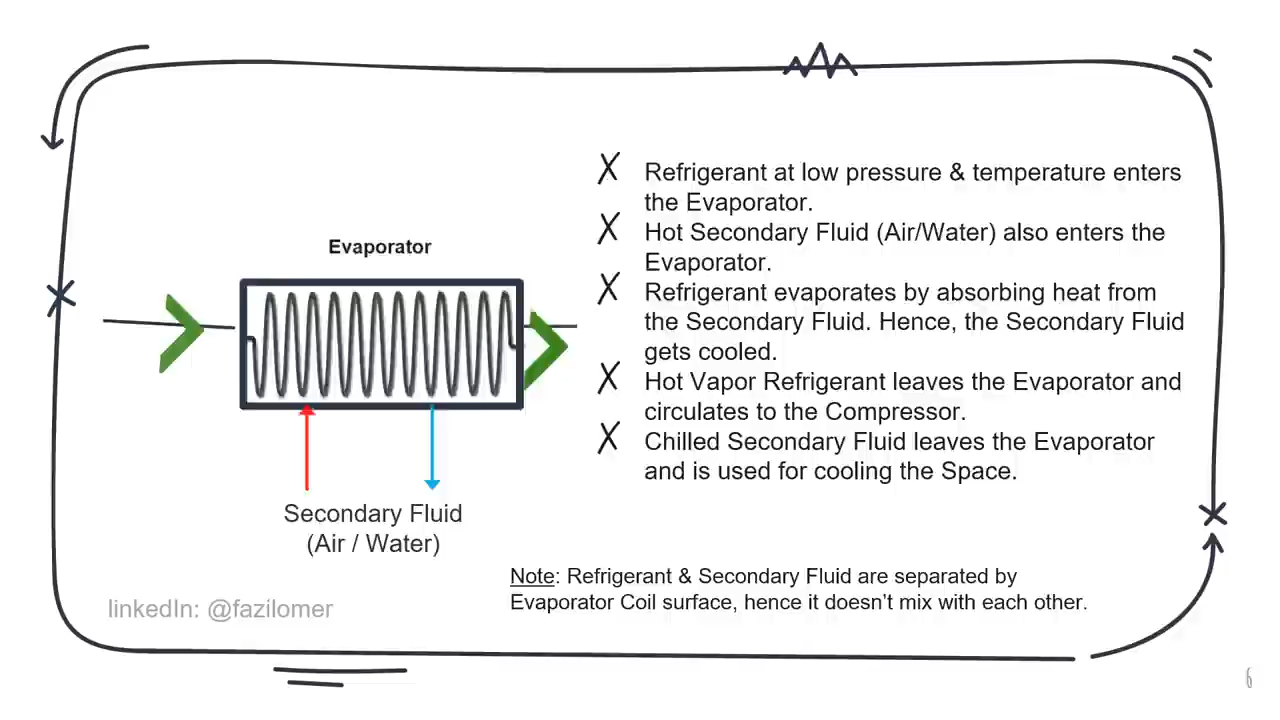 Evaporator
Secondary Fluid
(Air / Water)
Refrigerant at low pressure & temperature enters
the Evaporator.
Hot Secondary Fluid (Air/Water) also enters the
Evaporator.
Refrigerant evaporates by absorbing heat from
the Secondary Fluid. Hence, the Secondary Fluid
gets cooled.
Hot Vapor Refrigerant leaves the Evaporator and
circulates to the Compressor.
Chilled Secondary Fluid leaves the Evaporator
and is used for cooling the Space.
Note: Refrigerant & Secondary Fluid are separated by
Evaporator Coil surface, hence it doesn't mix with each other.
linkedIn: @fazilomer
6